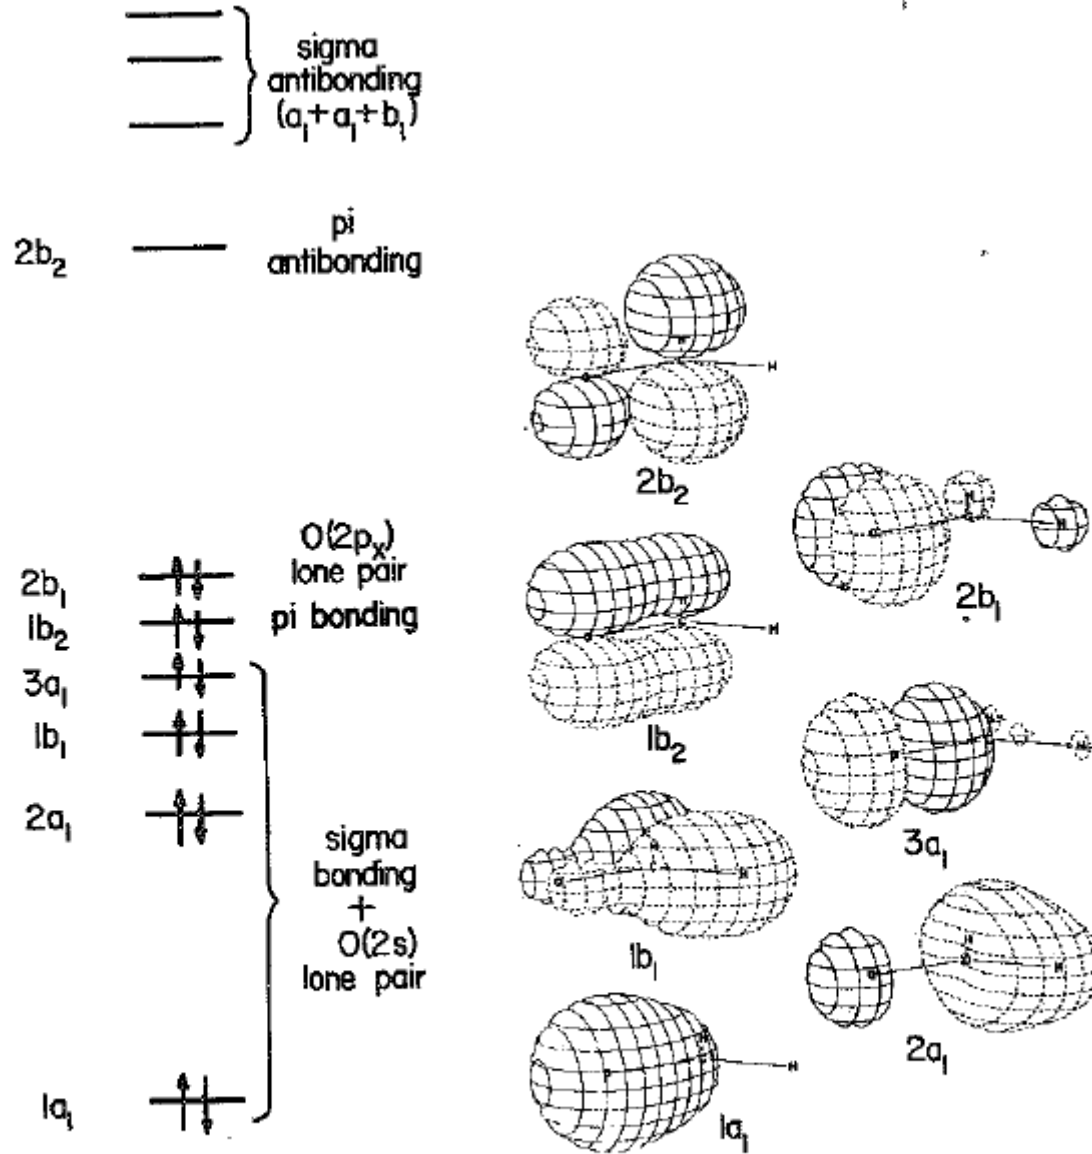 sigma
antibonding
(a₁+a₁+b₁)
2b₂
pi
antibonding
2b₂
O(2pₓ)
lone pair
2b₁
pi bonding
1b₂
3a₁
1b₁
2a₁
sigma
bonding
+
O(2s)
lone pair
1a₁
H
H
2b₂
H
2b₁
H
H
1b₂
3a₁
H
1b₁
H
H
2a₁
H
H
1a₁